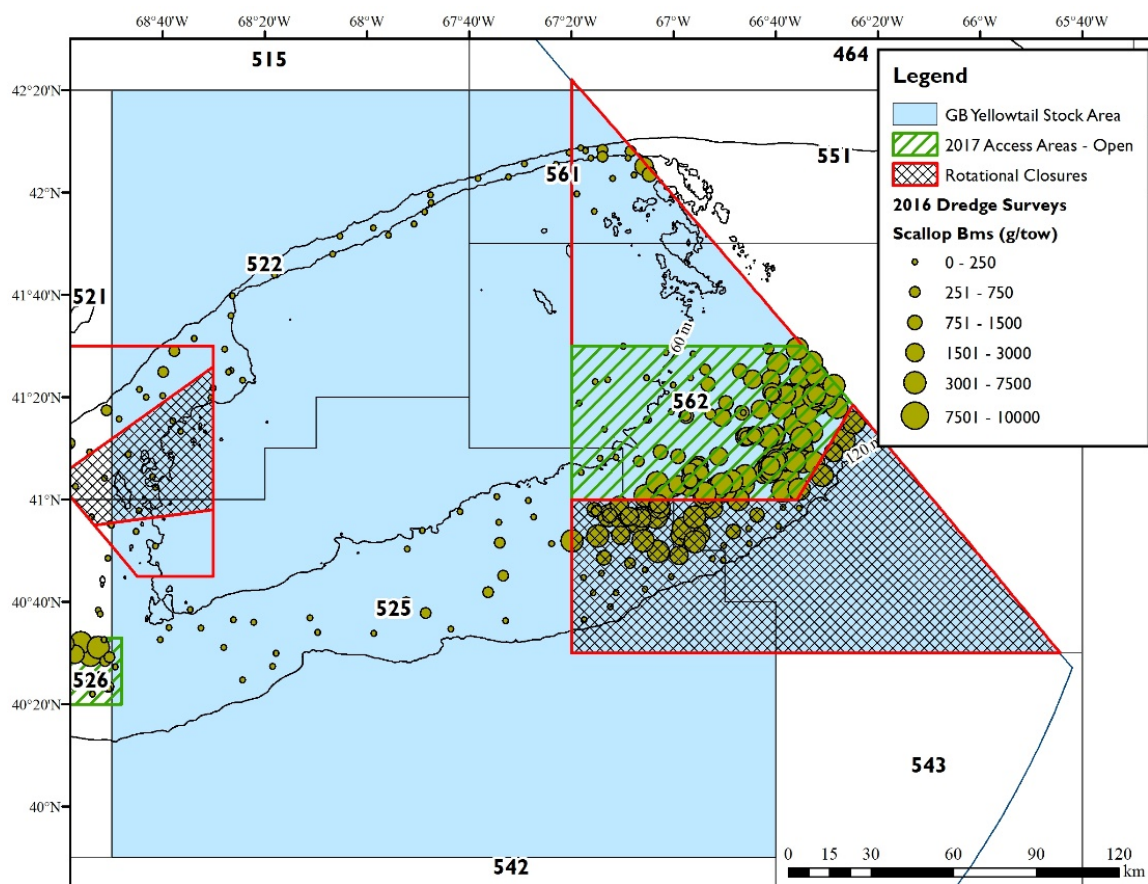 68°40'W 68°20'W 68°0'W 67°40'W 67°20'W 67°0'W 66°40'W 66°20'W 66°0'W 65°40'W
515
464
42°20'N
42°N
41°40'N
41°20'N
41°N
40°40'N
40°20'N
40°N
Legend
GB Yellowtail Stock Area
2017 Access Areas - Open
Rotational Closures
2016 Dredge Surveys
Scallop Bms (g/tow)
0 - 250
251 - 750
751 - 1500
1501 - 3000
3001 - 7500
7501 - 10000
551
561
522
521
60 m
562
120 m
525
526
543
542
0 15 30 60 90 120
km